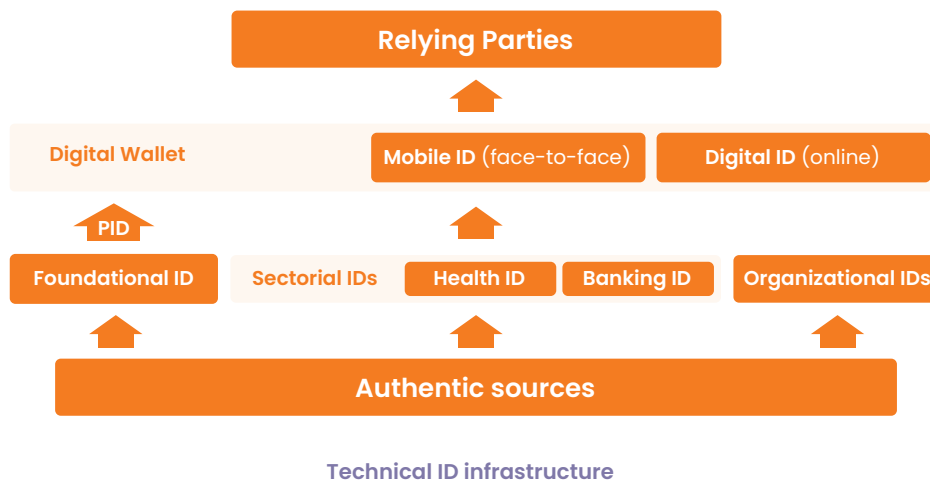 Relying Parties
Digital Wallet
Mobile ID (face-to-face)
Digital ID (online)
PID
Foundational ID
Sectorial IDs
Health ID
Banking ID
Organizational IDs
Authentic sources
Technical ID infrastructure